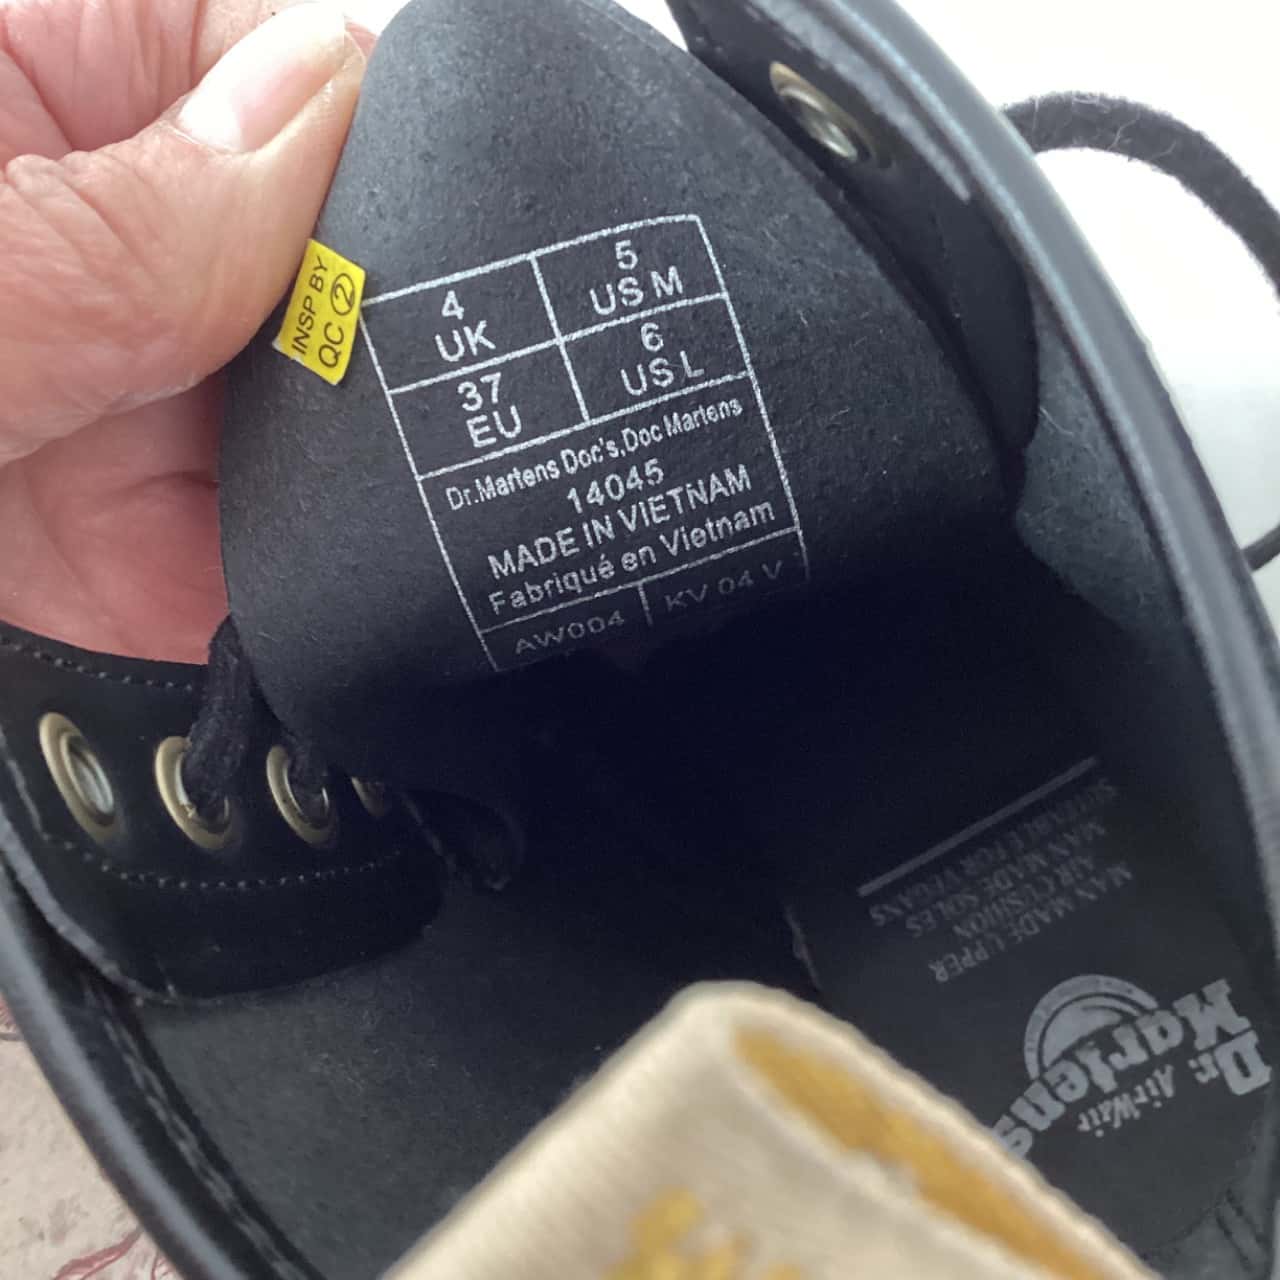 INSP BY
QC 2
4
UK
5
US M
37
EU
6
US L
Dr.Martens Doc's,Doc Martens
14045
MADE IN VIETNAM
Fabriqué en Vietnam
AW004
KV 04 V
Dr.
Martens
AirWair
MAN MADE UPPER
AIR CUSHION
MAN MADE SOLES
SUITABLE FOR VEGANS